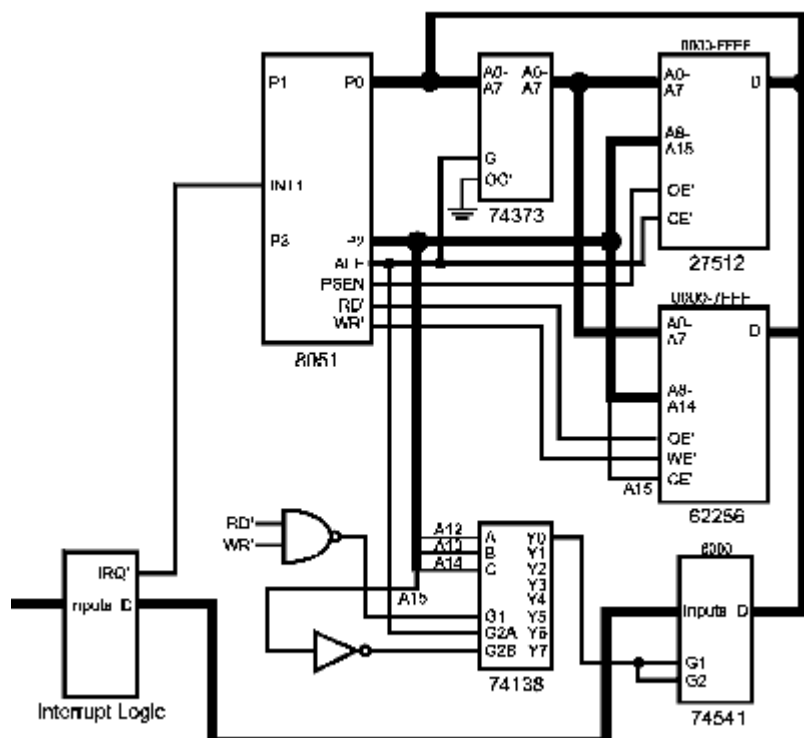 P1
P0
INT1
P3
P2
ALE
PSEN
RD'
WR'
8051
A0-
A7
A0-
A7
G
OC'
74373
A0-
A7
D
A8-
A15
OE'
CE'
27512
A0-
A7
D
A8-
A14
OE'
WE'
CE'
A15
62256
RD'
WR'
A12
A13
A14
A15
A
B
C
G1
G2A
G2B
Y0
Y1
Y2
Y3
Y4
Y5
Y6
Y7
74138
IRQ'
Inputs D
Interrupt Logic
Inputs D
G1
G2
74541